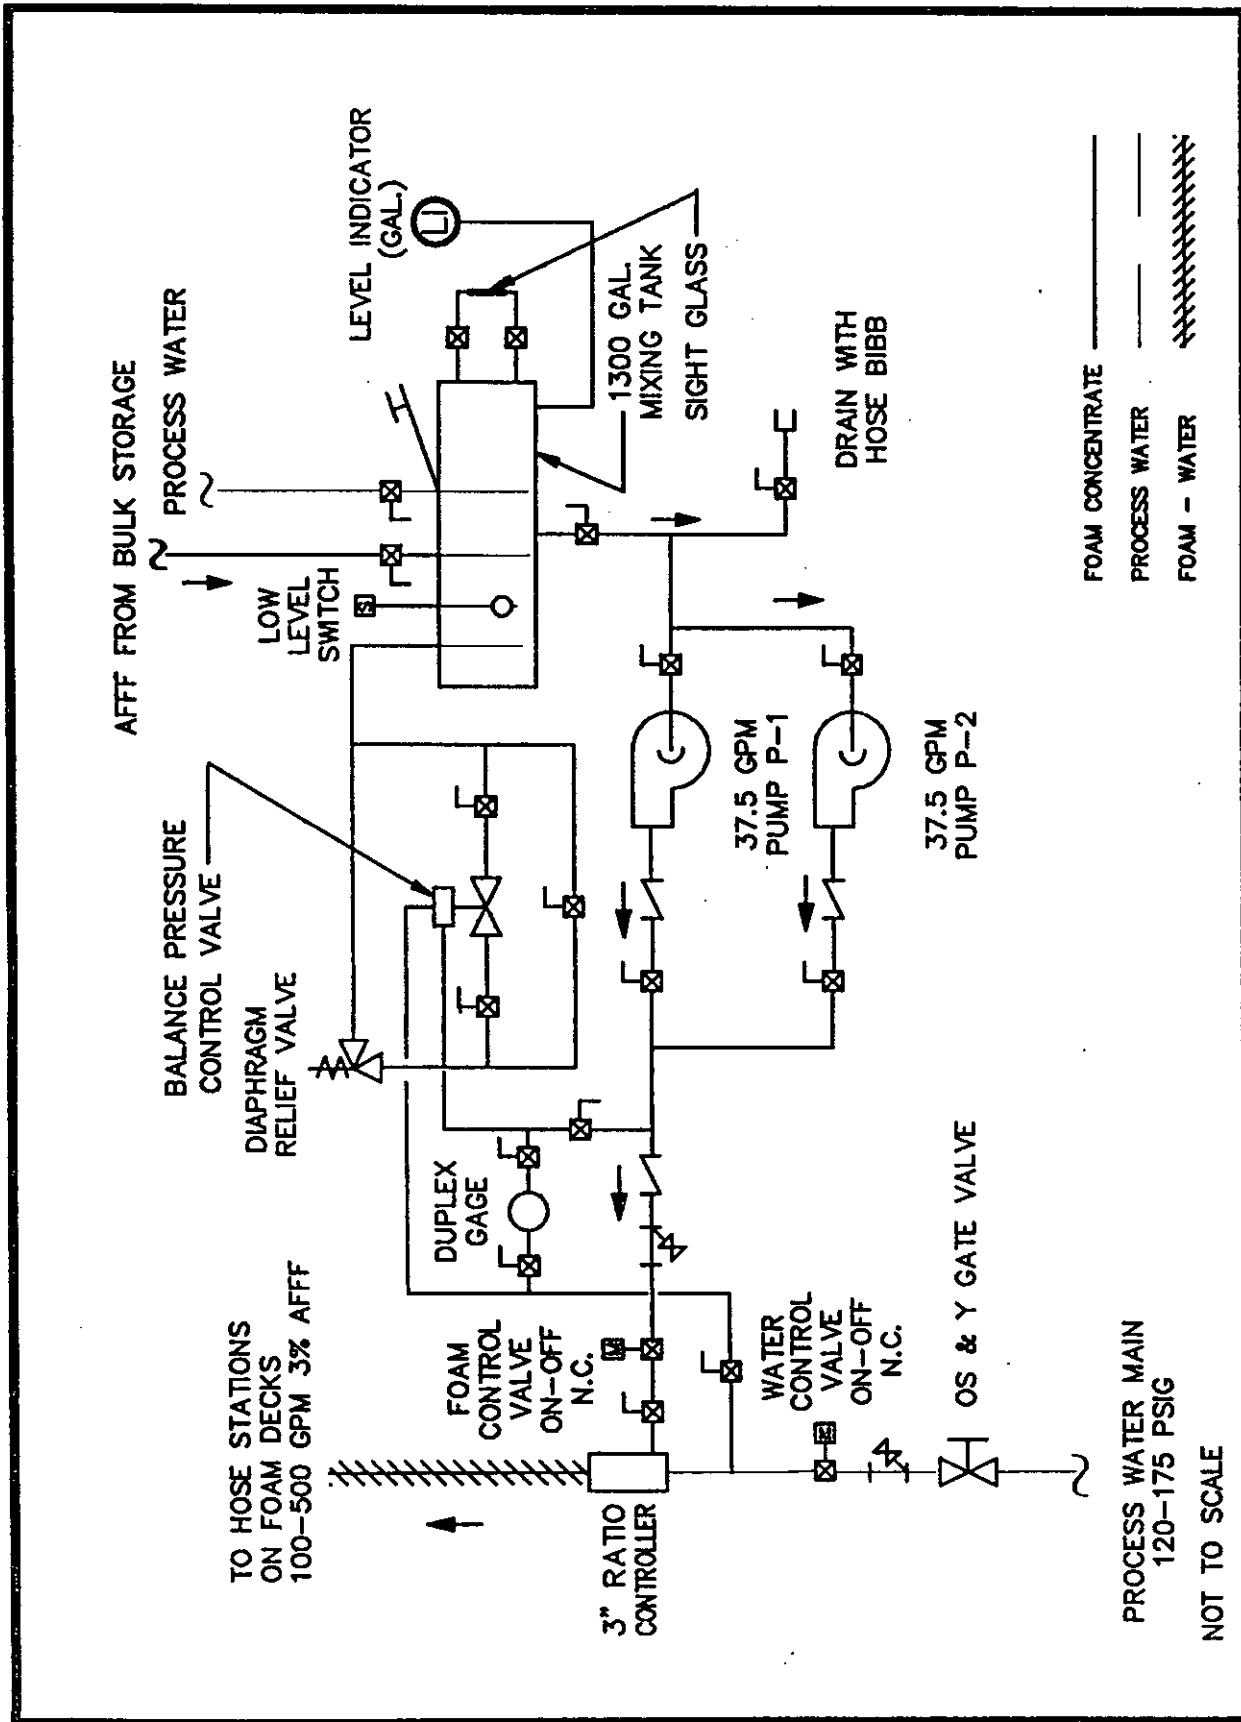 AFFF FROM BULK STORAGE
PROCESS WATER
LEVEL INDICATOR
(GAL.)
LI
BALANCE PRESSURE
CONTROL VALVE
DIAPHRAGM
RELIEF VALVE
LOW
LEVEL
SWITCH
S
1300 GAL.
MIXING TANK
SIGHT GLASS
TO HOSE STATIONS
ON FOAM DECKS
100-500 GPM 3% AFFF
DUPLEX
GAGE
FOAM
CONTROL
VALVE
ON-OFF
N.C.
3" RATIO
CONTROLLER
WATER
CONTROL
VALVE
ON-OFF
N.C.
37.5 GPM
PUMP P-1
37.5 GPM
PUMP P-2
DRAIN WITH
HOSE BIBB
OS & Y GATE VALVE
PROCESS WATER MAIN
120-175 PSIG
NOT TO SCALE
FOAM CONCENTRATE
PROCESS WATER
FOAM - WATER